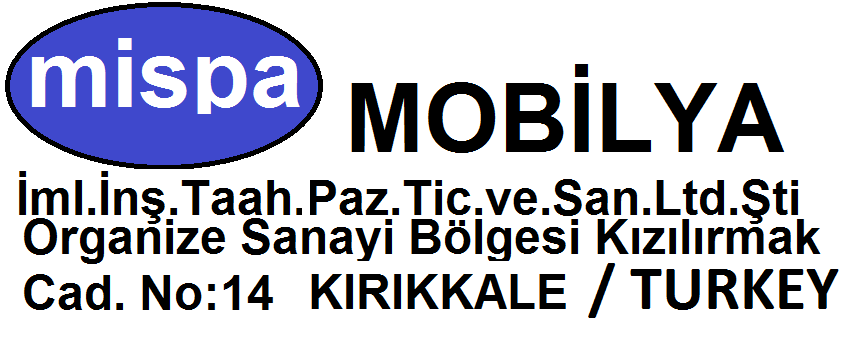 mispa
MOBİLYA
İml.İnş.Taah.Paz.Tic.ve.San.Ltd.Şti
Organize Sanayi Bölgesi Kızılırmak
Cad. No:14 KIRIKKALE / TURKEY